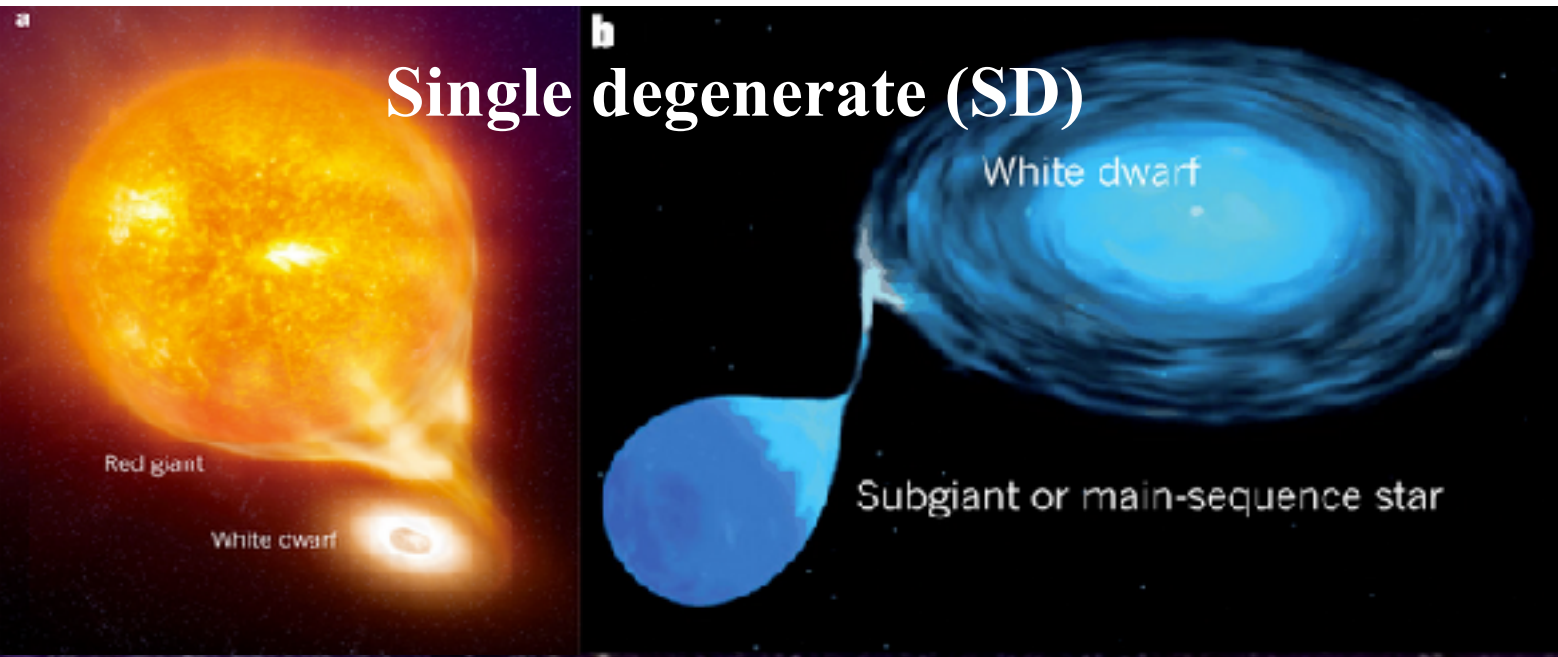 a
b
Single degenerate (SD)
White dwarf
Red giant
White dwarf
Subgiant or main-sequence star